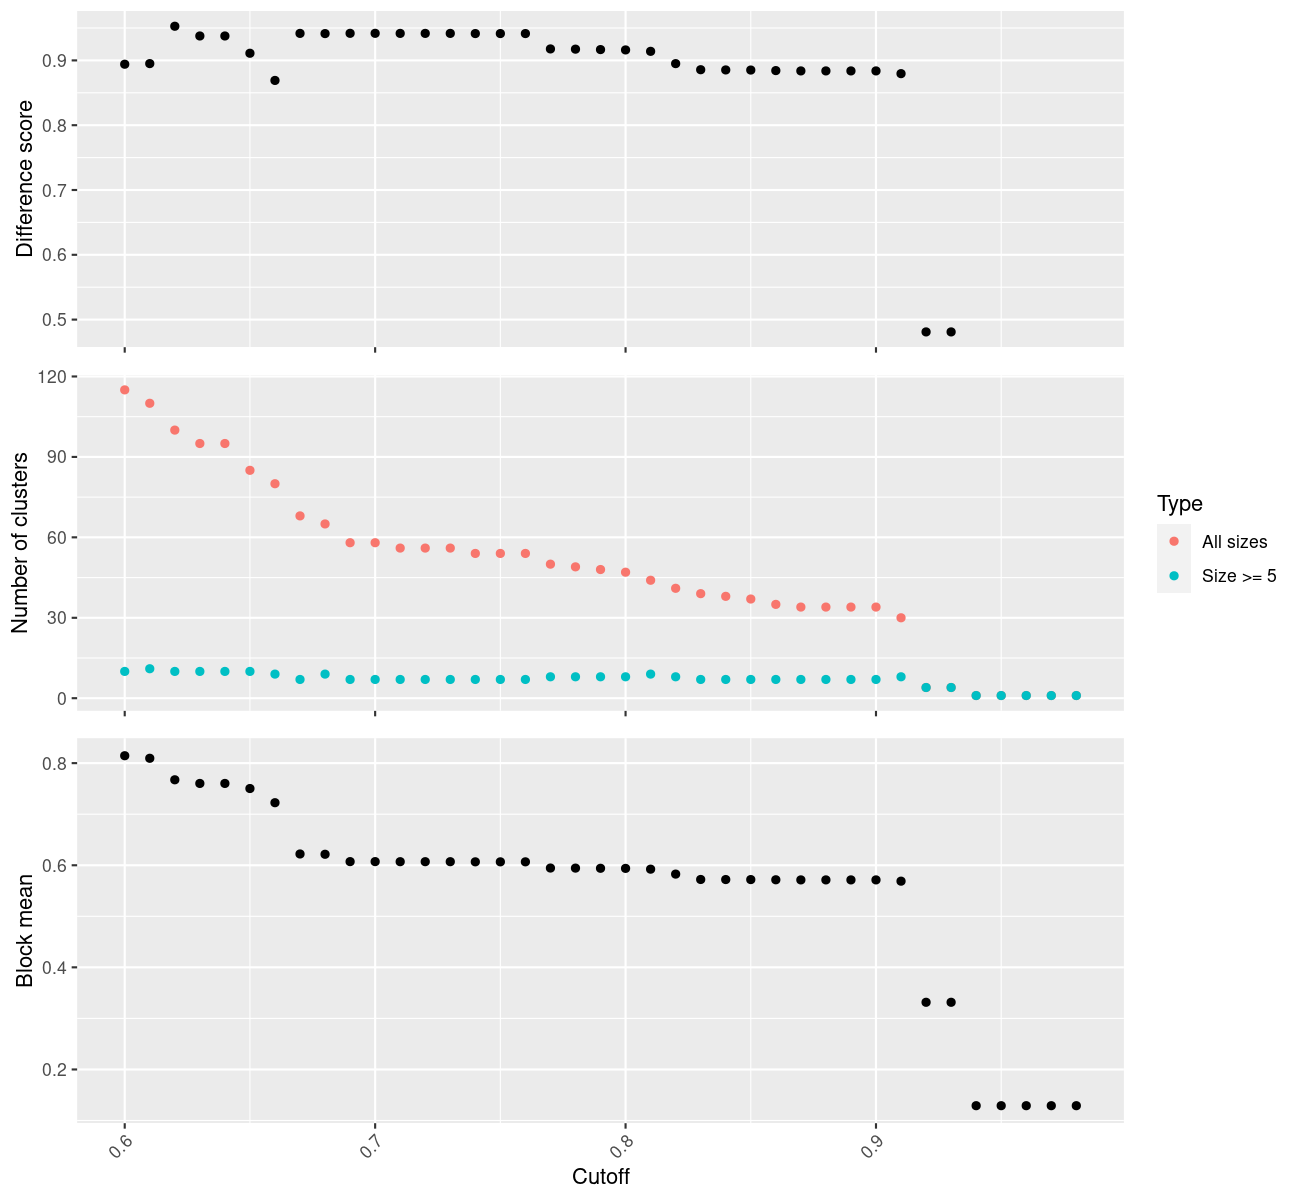 Difference score
0.9
0.8
0.7
0.6
0.5
Number of clusters
120
90
60
30
0
Type
All sizes
Size >= 5
Block mean
0.8
0.6
0.4
0.2
0.6
0.7
0.8
0.9
Cutoff